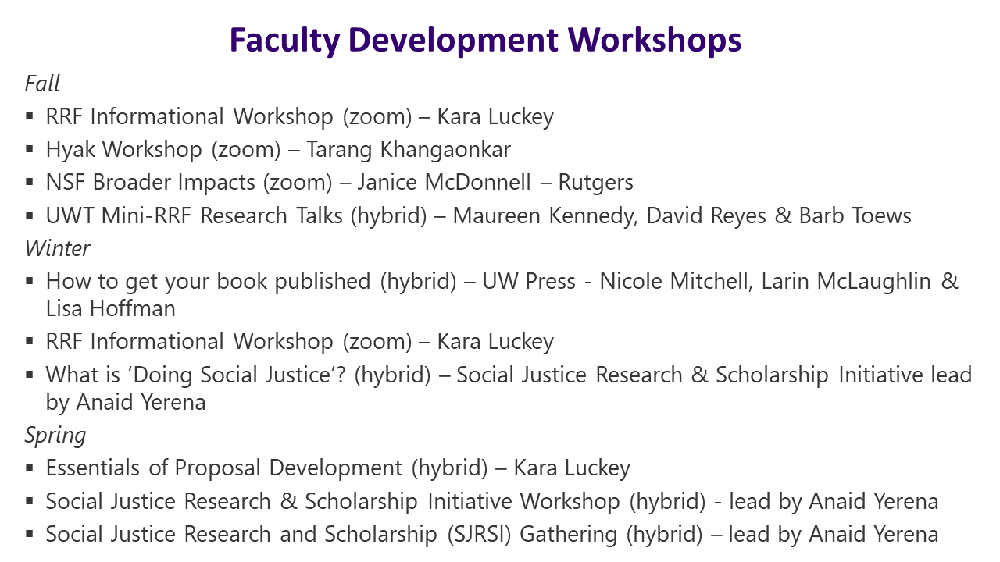 Faculty Development Workshops
Fall
▪ RRF Informational Workshop (zoom) – Kara Luckey
▪ Hyak Workshop (zoom) – Tarang Khangaonkar
▪ NSF Broader Impacts (zoom) – Janice McDonnell – Rutgers
▪ UWT Mini-RRF Research Talks (hybrid) – Maureen Kennedy, David Reyes & Barb Toews
Winter
▪ How to get your book published (hybrid) – UW Press - Nicole Mitchell, Larin McLaughlin &
Lisa Hoffman
▪ RRF Informational Workshop (zoom) – Kara Luckey
▪ What is ‘Doing Social Justice’? (hybrid) – Social Justice Research & Scholarship Initiative lead
by Anaid Yerena
Spring
▪ Essentials of Proposal Development (hybrid) – Kara Luckey
▪ Social Justice Research & Scholarship Initiative Workshop (hybrid) - lead by Anaid Yerena
▪ Social Justice Research and Scholarship (SJRSI) Gathering (hybrid) – lead by Anaid Yerena